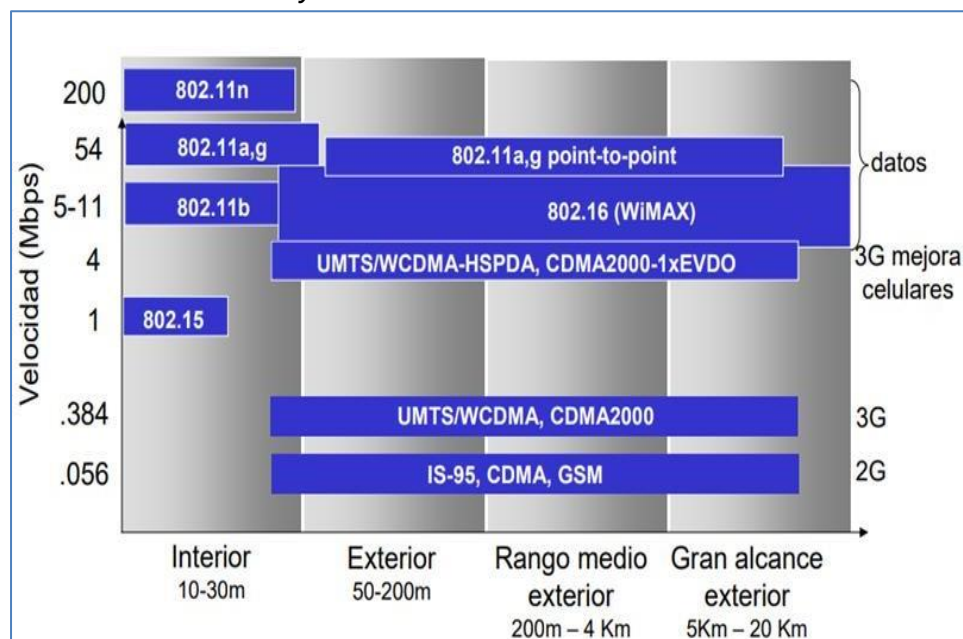 y
200
802.11n
54
802.11a,g
802.11a,g point-to-point
datos
5-11
802.11b
802.16 (WiMAX)
4
UMTS/WCDMA-HSPDA, CDMA2000-1xEVDO
3G mejora
celulares
1
802.15
Velocidad (Mbps)
.384
UMTS/WCDMA, CDMA2000
3G
.056
IS-95, CDMA, GSM
2G
Interior
10-30m
Exterior
50-200m
Rango medio
exterior
200m – 4 Km
Gran alcance
exterior
5Km – 20 Km